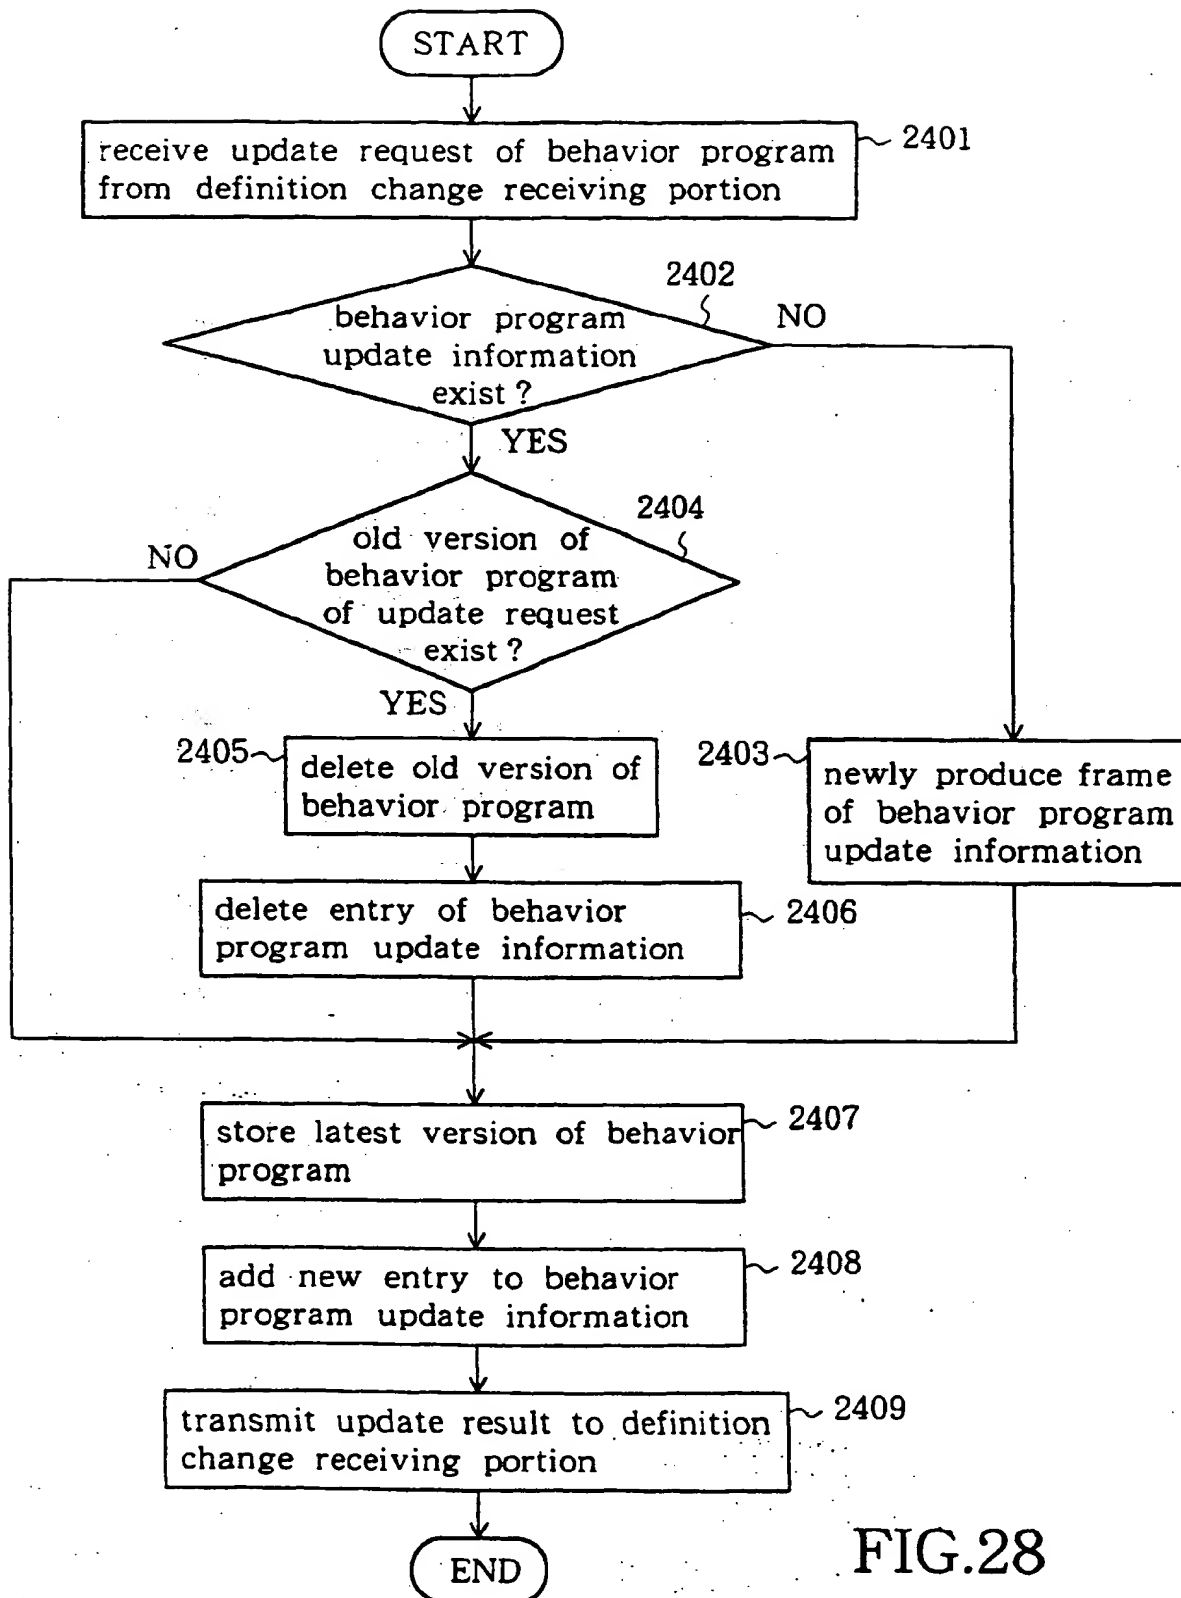 START
receive update request of behavior program
from definition change receiving portion
2401
2402
behavior program
update information
exist ?
NO
YES
2404
old version of
behavior program
of update request
exist ?
NO
YES
2405
delete old version of
behavior program
2403
newly produce frame
of behavior program
update information
delete entry of behavior
program update information
2406
store latest version of behavior
program
2407
add new entry to behavior
program update information
2408
transmit update result to definition
change receiving portion
2409
END
FIG.28